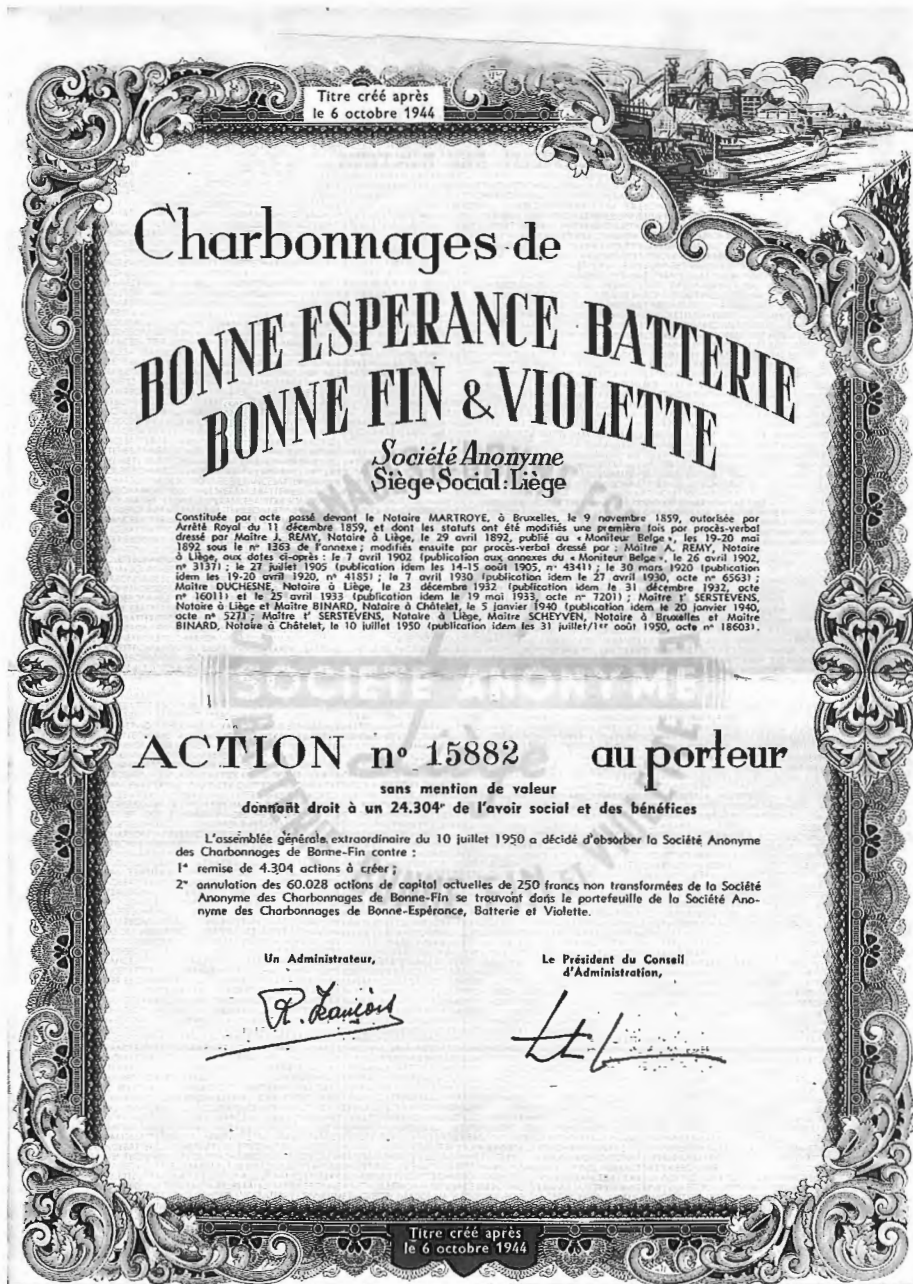 Titre créé après
le 6 octobre 1944
Charbonnages de
BONNE ESPERANCE BATTERIE
BONNE FIN & VIOLETTE
Société Anonyme
Siège Social : Liège
Constituée par acte passé devant le Notaire MARTROYE, à Bruxelles, le 9 novembre 1859, autorisée par
Arrêté Royal du 11 décembre 1859, et dont les statuts ont été modifiés une première fois par procès-verbal
dressé par Maître J. REMY, Notaire à Liège, le 29 avril 1892, publié au « Moniteur Belge », les 19-20 mai
1892 sous le n° 1363 de l'annexe ; modifiés ensuite par procès-verbal dressé par : Maître A. REMY, Notaire
à Liège, aux dates ci-après : le 7 avril 1902 (publication aux annexes du « Moniteur Belge », le 26 avril 1902,
n° 3137) ; le 27 juillet 1905 (publication idem les 14-15 août 1905, n° 4341) ; le 30 mars 1920 (publication
idem les 19-20 avril 1920, n° 4185) ; le 7 avril 1930 (publication idem le 27 avril 1930, acte n° 6563) ;
Maître DUCHESNE, Notaire à Liège, le 23 décembre 1932 (publication idem le 31 décembre 1932, acte
n° 16011) et le 25 avril 1933 (publication idem le 19 mai 1933, acte n° 7201) ; Maître t' SERSTEVENS,
Notaire à Liège et Maître BINARD, Notaire à Châtelet, le 5 janvier 1940 (publication idem le 20 janvier 1940,
acte n° 527) ; Maître t' SERSTEVENS, Notaire à Liège, Maître SCHEYVEN, Notaire à Bruxelles et Maître
BINARD, Notaire à Châtelet, le 10 juillet 1950 (publication idem les 31 juillet/1er août 1950, acte n° 18603).
SOCIETE ANONYME
Liège
ACTION n° 15882 au porteur
sans mention de valeur
donnant droit à un 24.304e de l'avoir social et des bénéfices
L'assemblée générale extraordinaire du 10 juillet 1950 a décidé d'absorber la Société Anonyme
des Charbonnages de Bonne-Fin contre :
1° remise de 4.304 actions à créer ;
2° annulation des 60.028 actions de capital actuelles de 250 francs non transformées de la Société
Anonyme des Charbonnages de Bonne-Fin se trouvant dans le portefeuille de la Société Ano-
nyme des Charbonnages de Bonne-Espérance, Batterie et Violette.
Un Administrateur,
Le Président du Conseil
d'Administration,
Titre créé après
le 6 octobre 1944